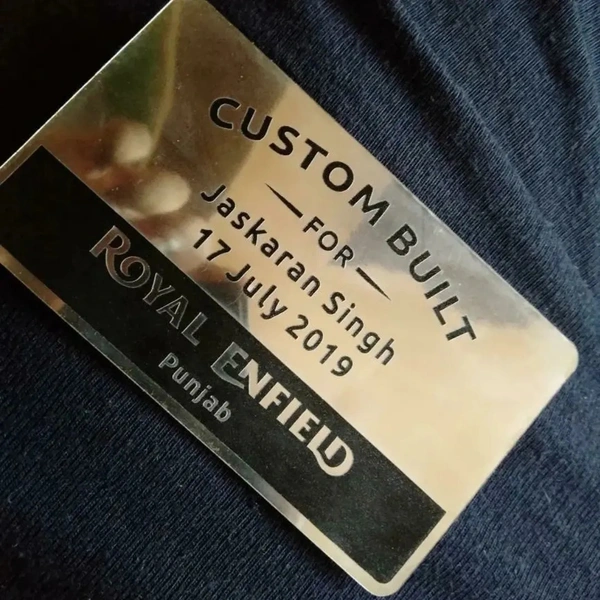 CUSTOM BUILT
FOR
Jaskaran Singh
17 July 2019
ROYAL ENFIELD
Punjab